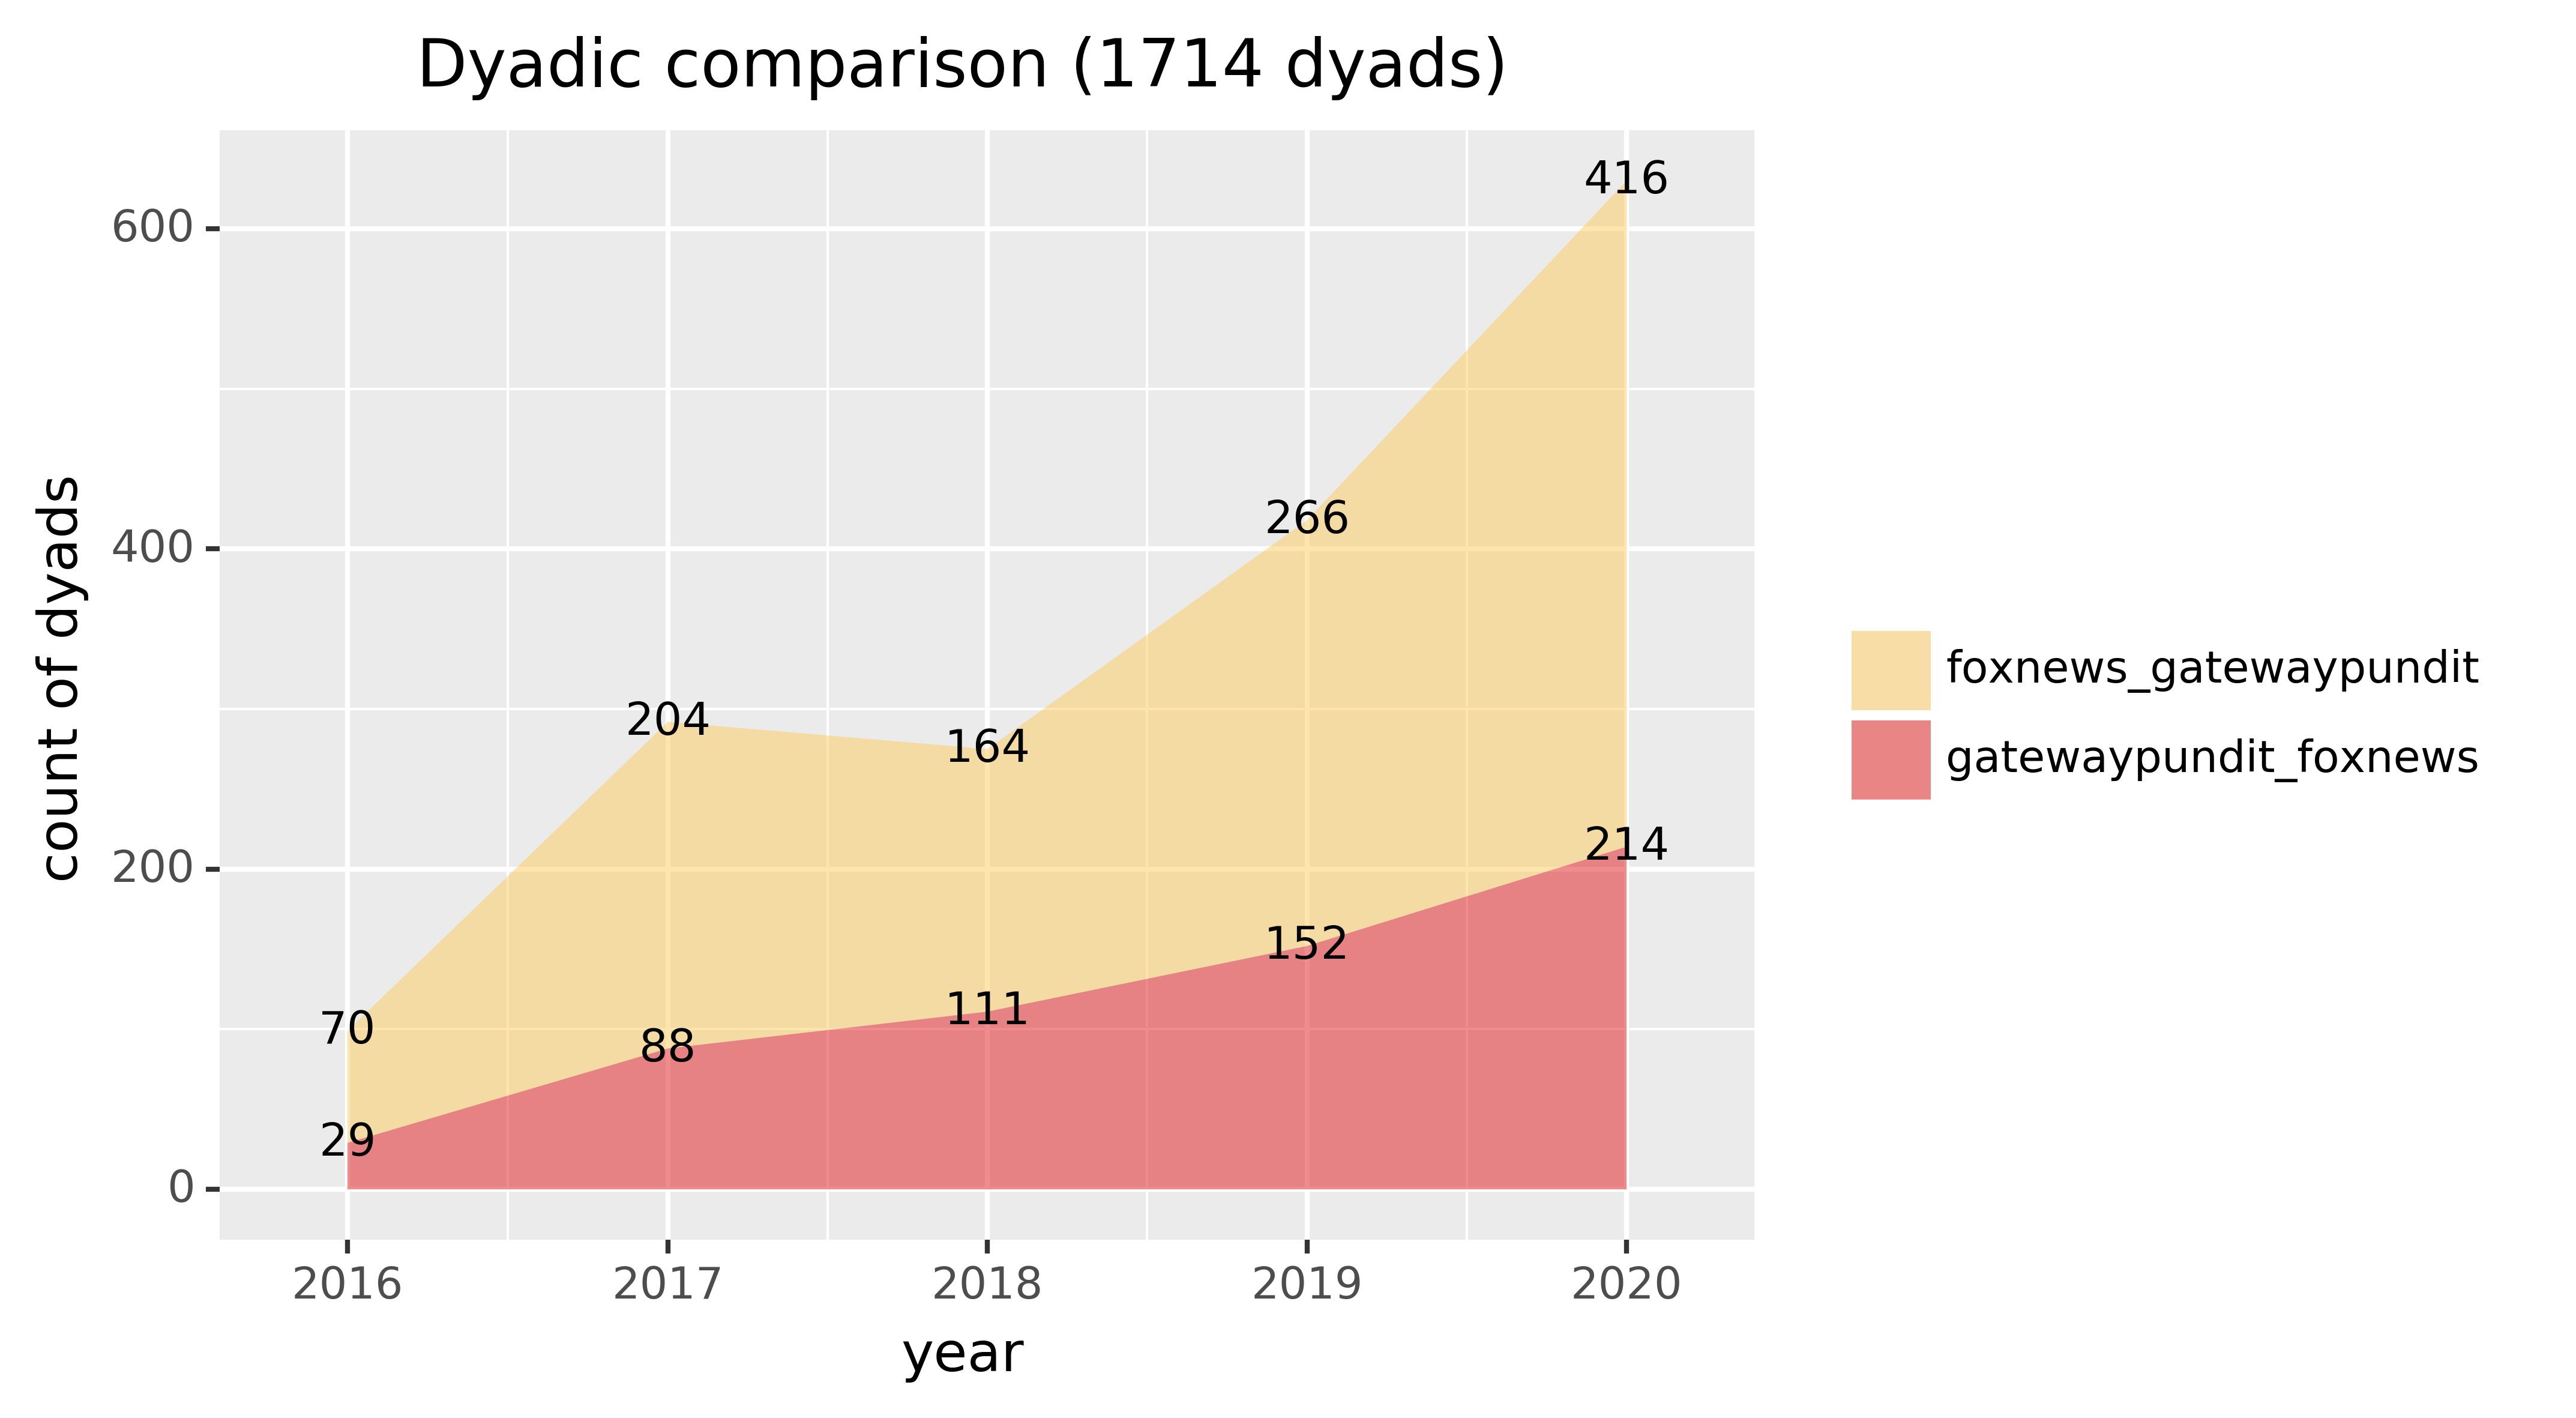 Dyadic comparison (1714 dyads)
count of dyads
600
400
200
0
416
266
204
164
214
152
111
88
70
29
2016 2017 2018 2019 2020
year
foxnews_gatewaypundit
gatewaypundit_foxnews